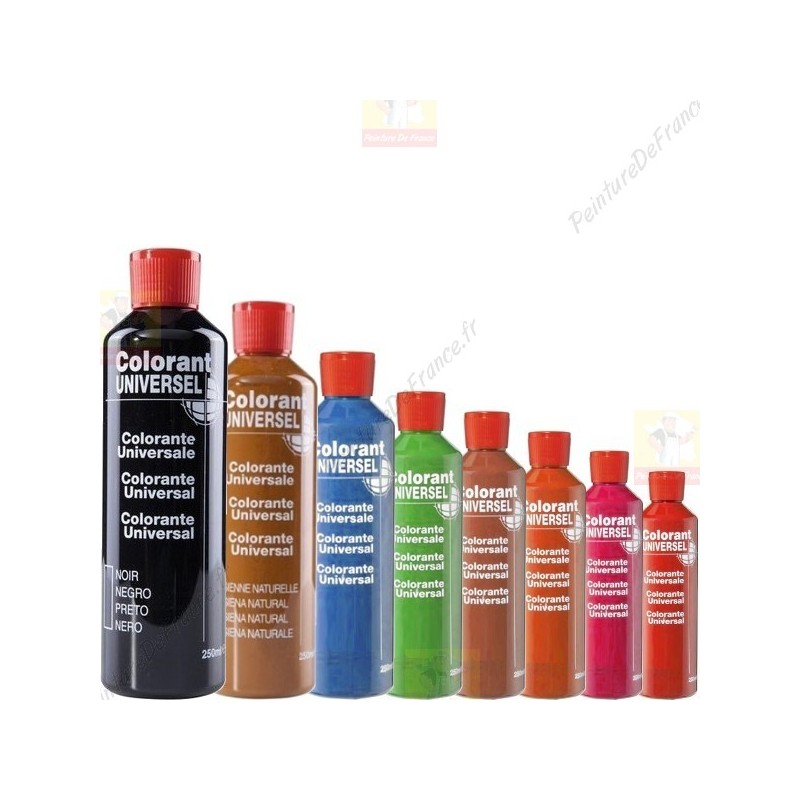 Peinture De France
PeintureDeFrance
Colorant
UNIVERSEL
Colorante
Universale
Colorante
Universal
Colorante
Universal
NOIR
NEGRO
PRETO
NERO
250ml
Colorant
UNIVERSEL
Colorante
Universale
Colorante
Universal
Colorante
Universal
SIENNE NATURELLE
SIENA NATURAL
SIENA NATURAL
SIENA NATURALE
250ml
Colorant
UNIVERSEL
Colorante
Universale
Colorante
Universal
Colorante
Universal
Colorant
UNIVERSEL
Colorante
Universale
Colorante
Universal
Colorante
Universal
Colorant
UNIVERSEL
Colorante
Universale
Colorante
Universal
Colorante
Universal
Colorant
UNIVERSEL
Colorante
Universale
Colorante
Universal
Colorante
Universal
Colorant
UNIVERSEL
Colorante
Universale
Colorante
Universal
Colorante
Universal
Colorant
UNIVERSEL
Colorante
Universale
Colorante
Universal
Colorante
Universal